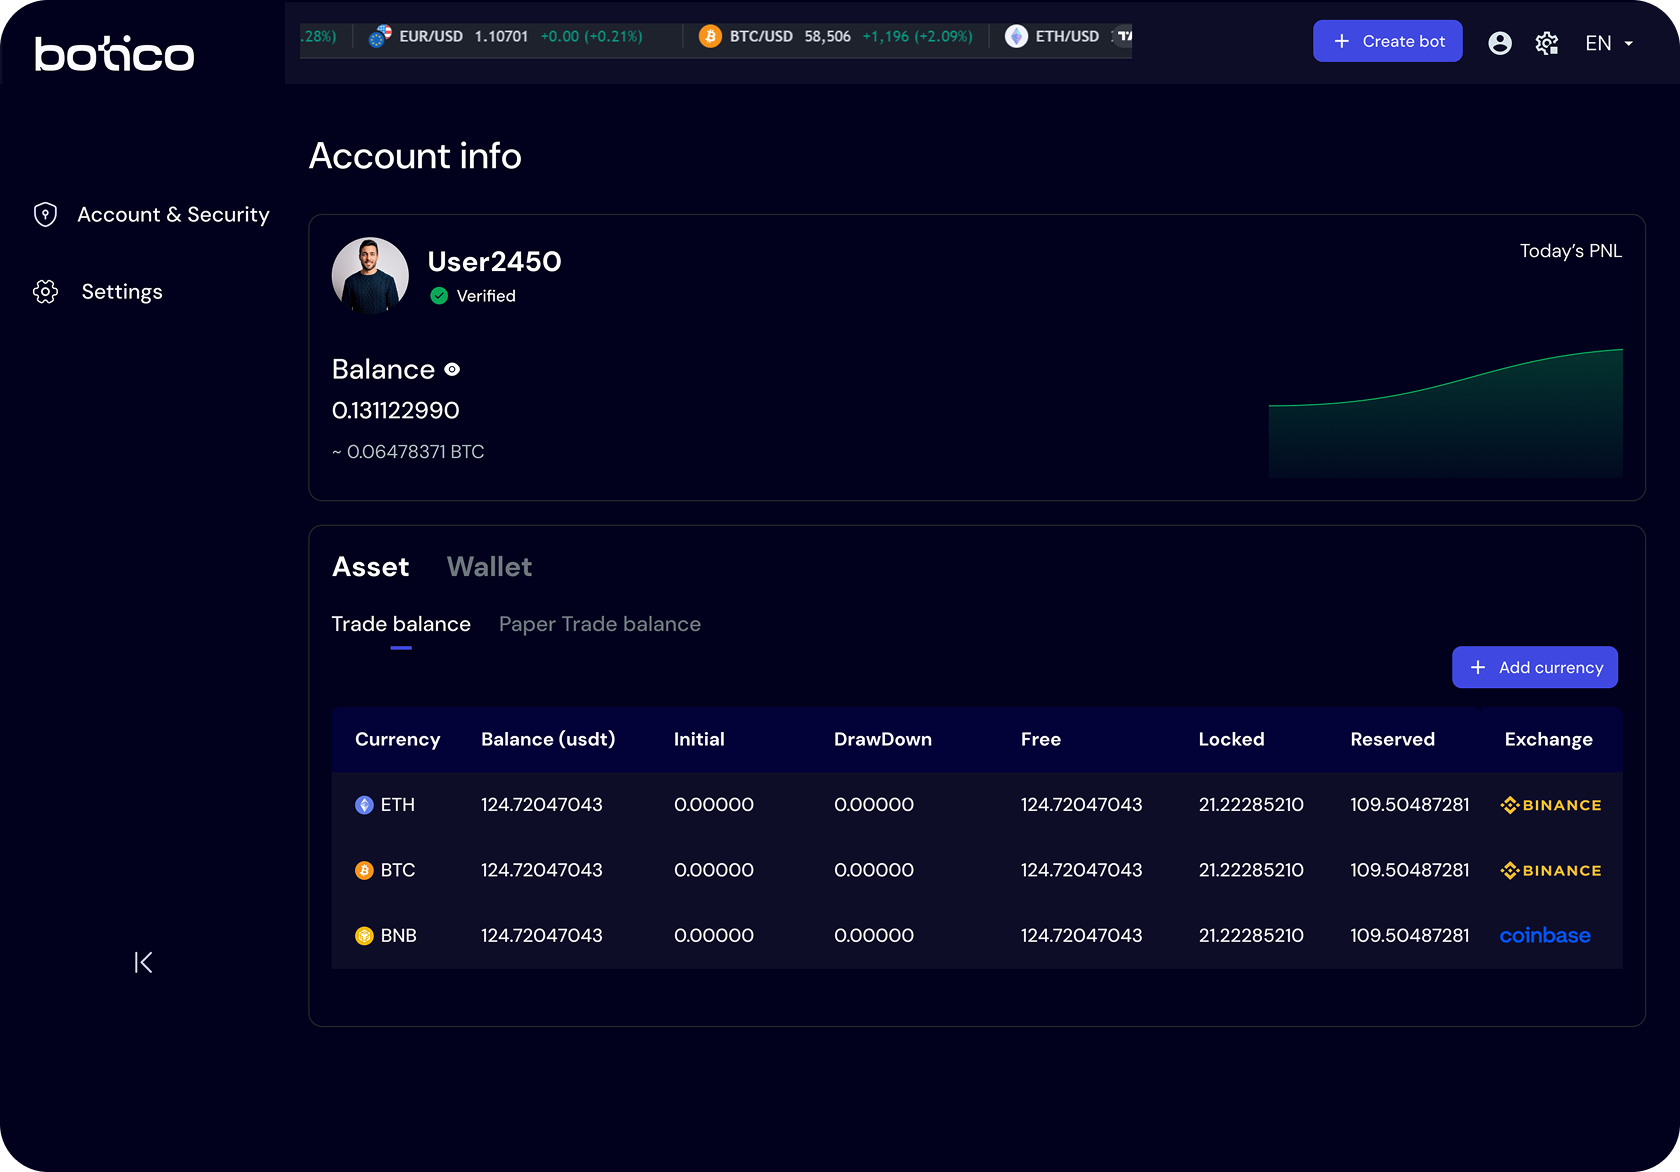 botico
.28%) EUR/USD 1.10701 +0.00 (+0.21%) BTC/USD 58,506 +1,196 (+2.09%) ETH/USD
+ Create bot
EN
Account & Security
Settings
Account info
User2450
Verified
Today's PNL
Balance
0.131122990
~ 0.06478371 BTC
Asset Wallet
Trade balance Paper Trade balance
+ Add currency
Currency Balance (usdt) Initial DrawDown Free Locked Reserved Exchange
ETH 124.72047043 0.00000 0.00000 124.72047043 21.22285210 109.50487281 BINANCE
BTC 124.72047043 0.00000 0.00000 124.72047043 21.22285210 109.50487281 BINANCE
BNB 124.72047043 0.00000 0.00000 124.72047043 21.22285210 109.50487281 coinbase